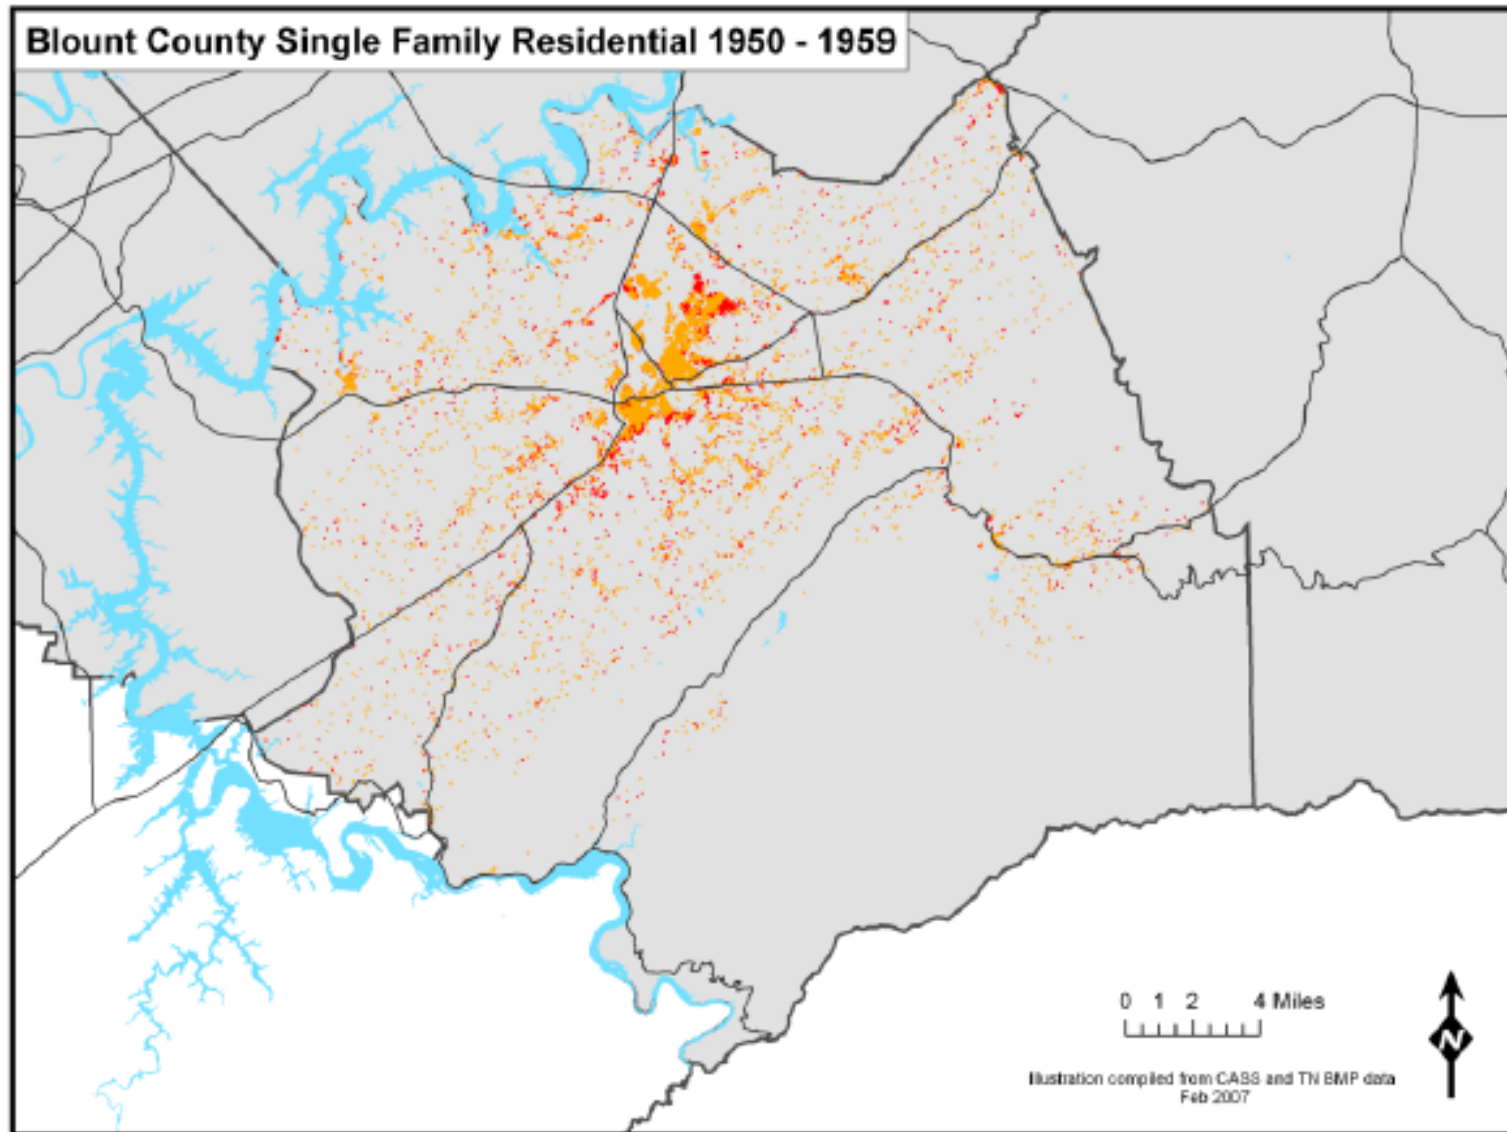 Blount County Single Family Residential 1950 - 1959
0 1 2 4 Miles
N
Illustration compiled from CASS and TN BMP data
Feb 2007